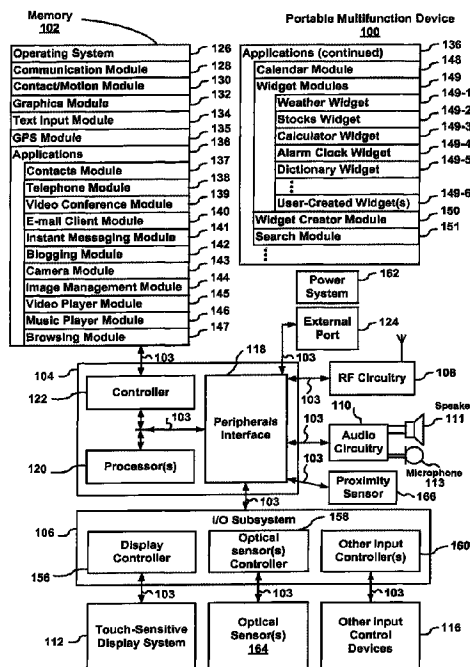 Memory
102
Operating System 126
Communication Module 128
Contact/Motion Module 130
Graphics Module 132
Text Input Module 134
GPS Module 135
Applications 136
Contacts Module 137
Telephone Module 138
Video Conference Module 139
E-mail Client Module 140
Instant Messaging Module 141
Blogging Module 142
Camera Module 143
Image Management Module 144
Video Player Module 145
Music Player Module 146
Browsing Module 147
Portable Multifunction Device
100
Applications (continued) 136
Calendar Module 148
Widget Modules 149
Weather Widget 149-1
Stocks Widget 149-2
Calculator Widget 149-3
Alarm Clock Widget 149-4
Dictionary Widget 149-5
User-Created Widget(s) 149-6
Widget Creator Module 150
Search Module 151
Power System 162
External Port 124
103
118
103
104
Controller
122
103
Processor(s)
120
Peripherals Interface
103
RF Circuitry
108
103
110
Audio Circuitry
Speake
111
Microphone
113
103
Proximity Sensor
166
103
I/O Subsystem
106
158
Display Controller
156
Optical sensor(s) Controller
Other Input Controller(s)
160
103
103
103
112
Touch-Sensitive Display System
Optical Sensor(s)
164
Other Input Control Devices
116